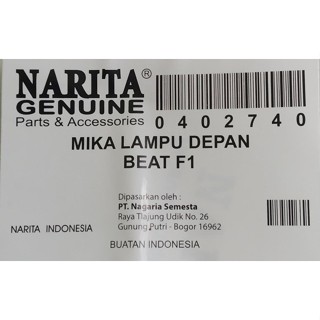 NARITA®
GENUINE
Parts & Accessories
0402740
MIKA LAMPU DEPAN
BEAT F1
Dipasarkan oleh :
PT. Nagaria Semesta
Raya Tlajung Udik No. 26
Gunung Putri - Bogor 16962
NARITA INDONESIA
BUATAN INDONESIA